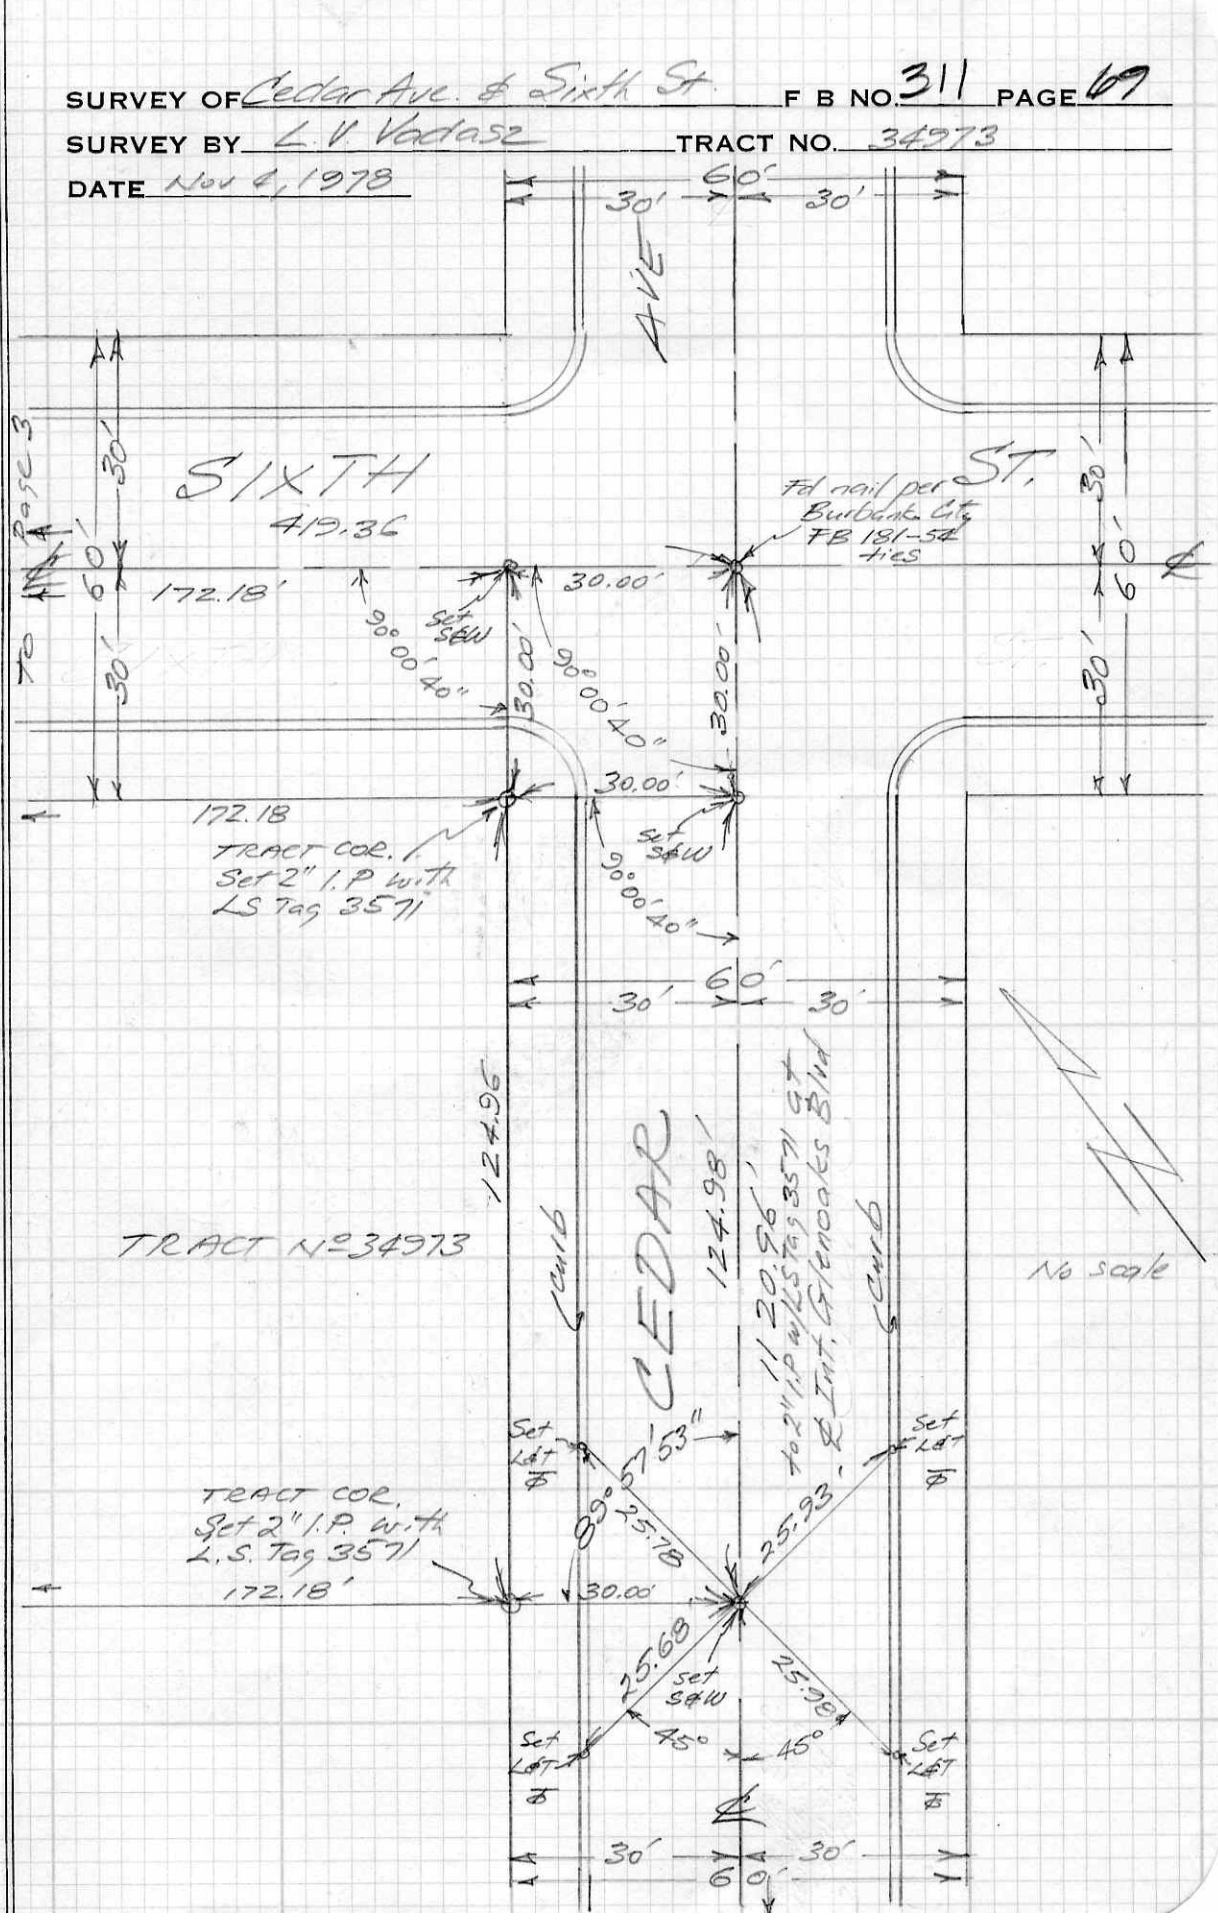 SURVEY OF Cedar Ave. & Sixth St. F B NO. 311 PAGE 69
SURVEY BY L.V. Vadasz TRACT NO. 34973
DATE Nov 4, 1978
60'
30' 30'
AVE
TO Page 3
30'
60'
30'
SIXTH
419.36
ST.
Fd nail per
Burbank City
FB 181-54
ties
30'
60'
30'
℄
℄
172.18'
30.00'
set
S&W
90° 00' 40"
90° 00' 40"
30.00'
30.00'
30.00'
172.18
set
S&W
TRACT COR.
Set 2" I.P with
LS Tag 3571
90° 00' 40"
60'
30' 30'
124.96
CEDAR
124.98'
1120.96'
to 2" I.P w/LS Tag 3571 at
℄ Int. Glenoaks Blvd
TRACT Nº 34973
curb
curb
No scale
Set
L&T
Set
L&T
89° 57' 53"
25.78
25.93
TRACT COR.
Set 2" I.P. with
L.S. Tag 3571
172.18'
30.00'
25.68'
set
S&W
25.98
45° 45°
Set
L&T
Set
L&T
℄
30' 30'
60'